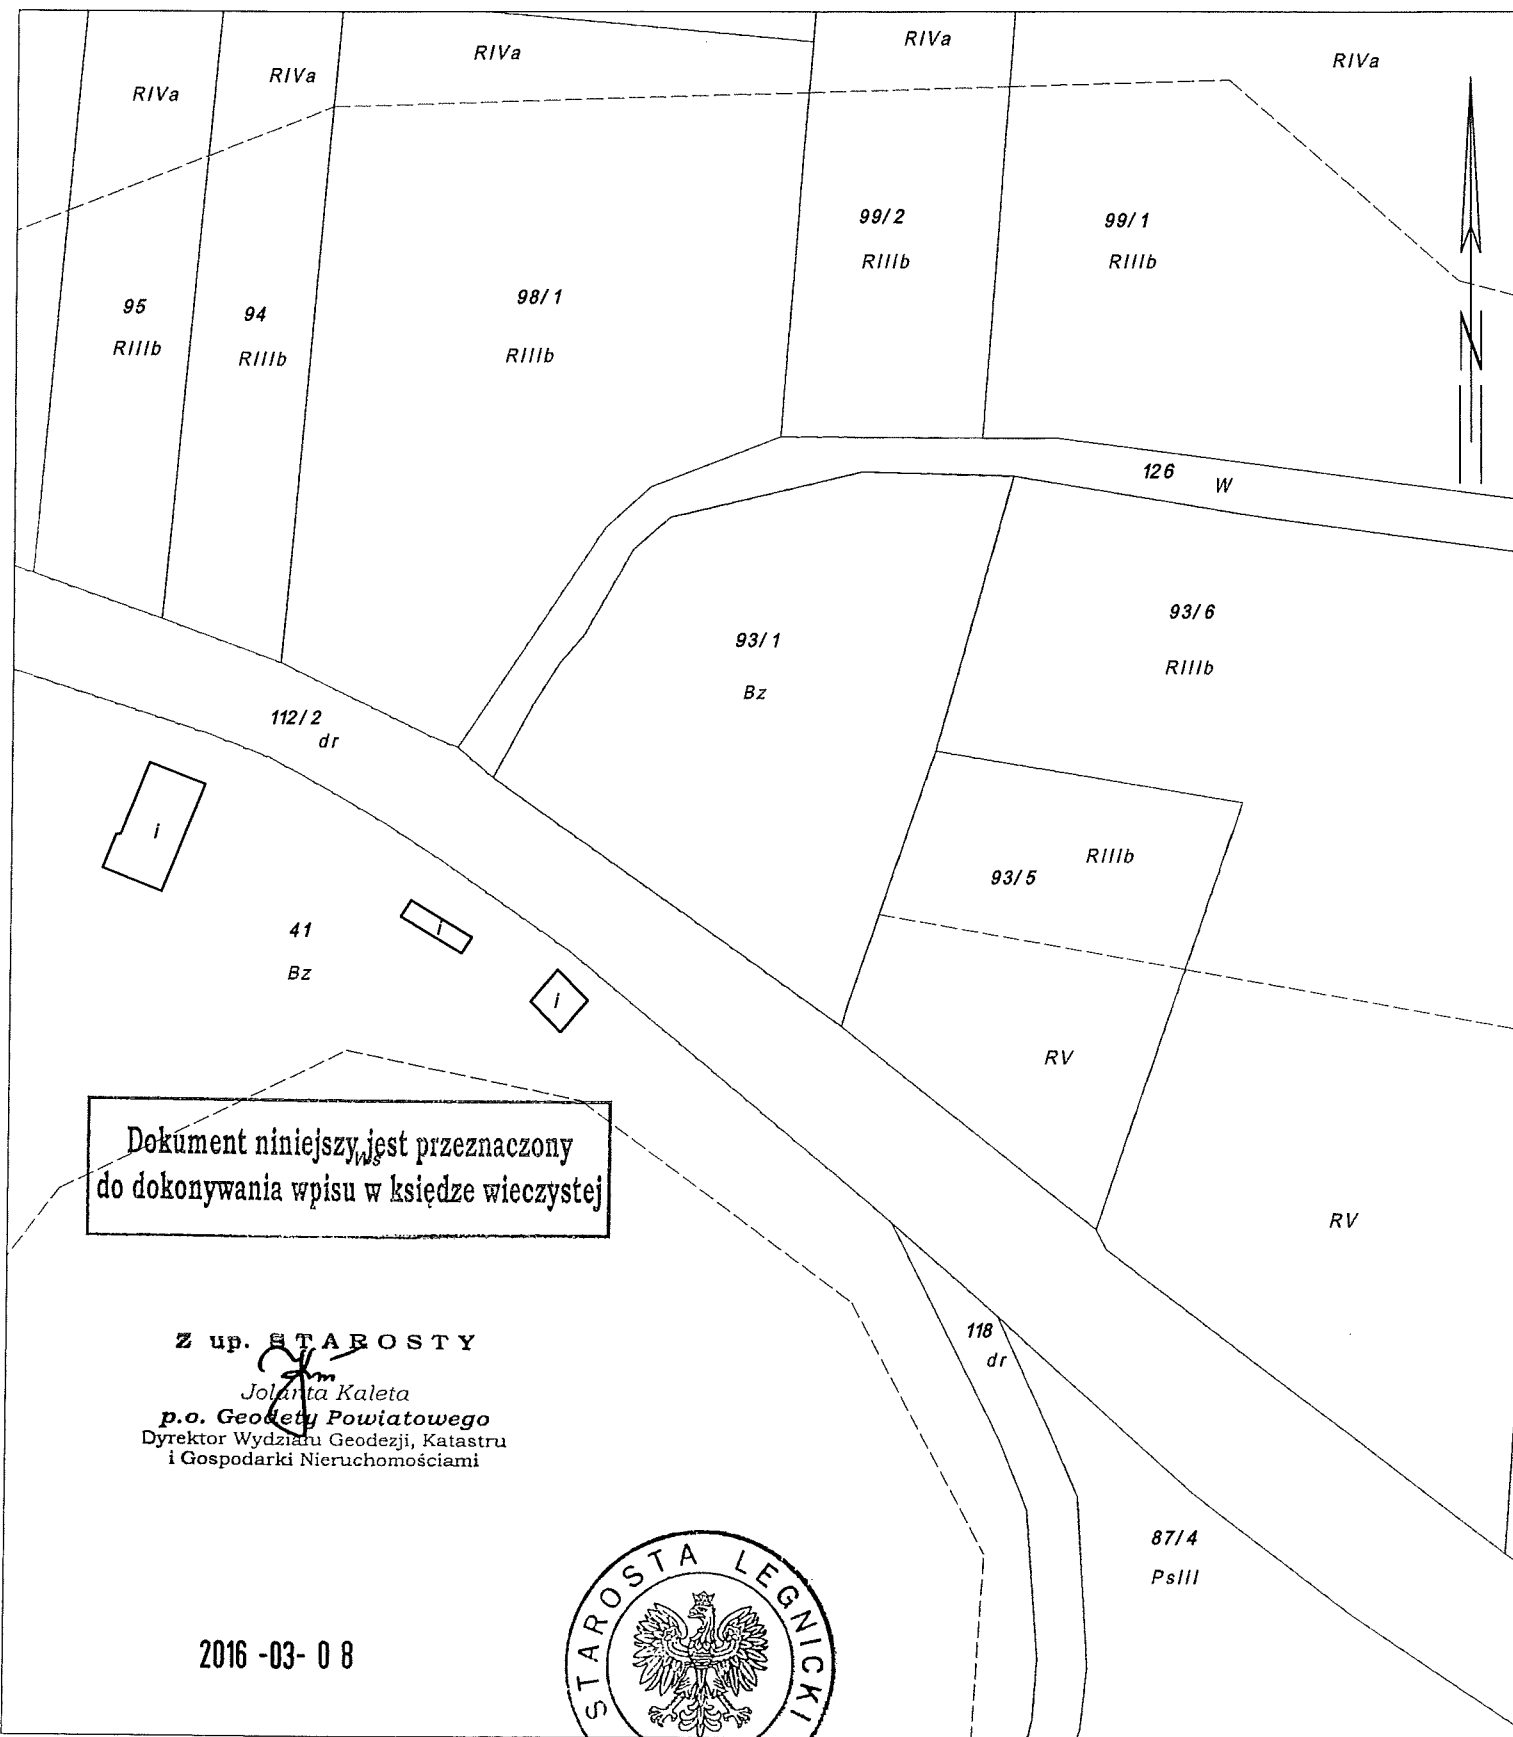 RIVa
RIVa
RIVa
RIVa
RIVa
99/2
RIIIb
99/1
RIIIb
95
RIIIb
94
RIIIb
98/1
RIIIb
N
126
W
93/1
Bz
93/6
RIIIb
112/2
dr
i
RIIIb
93/5
i
41
Bz
i
RV
Dokument niniejszy jest przeznaczony
Ws
do dokonywania wpisu w księdze wieczystej
RV
118
dr
Z up. STAROSTY
Jolanta Kaleta
p.o. Geodety Powiatowego
Dyrektor Wydziału Geodezji, Katastru
i Gospodarki Nieruchomościami
87/4
PsIII
STAROSTA LEGNICKI
2016 -03- 08